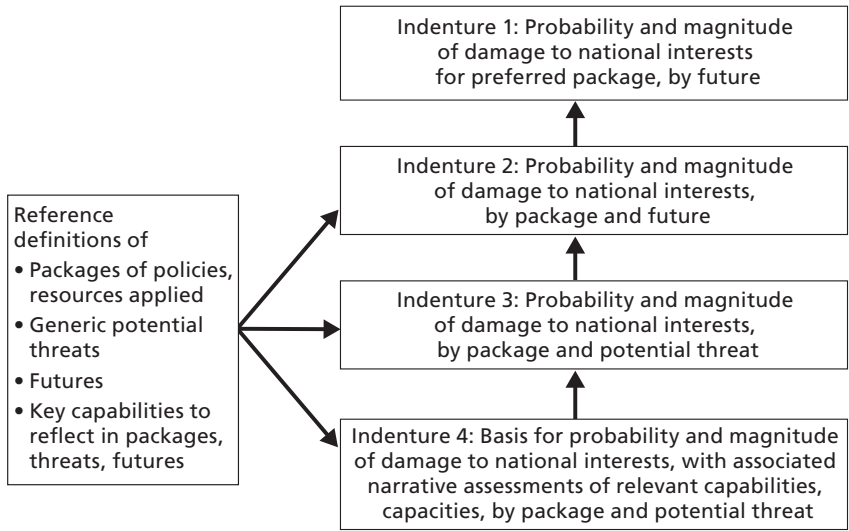 Indenture 1: Probability and magnitude
of damage to national interests
for preferred package, by future
Indenture 2: Probability and magnitude
of damage to national interests,
by package and future
Reference
definitions of
• Packages of policies,
resources applied
• Generic potential
threats
• Futures
• Key capabilities to
reflect in packages,
threats, futures
Indenture 3: Probability and magnitude
of damage to national interests,
by package and potential threat
Indenture 4: Basis for probability and magnitude
of damage to national interests, with associated
narrative assessments of relevant capabilities,
capacities, by package and potential threat